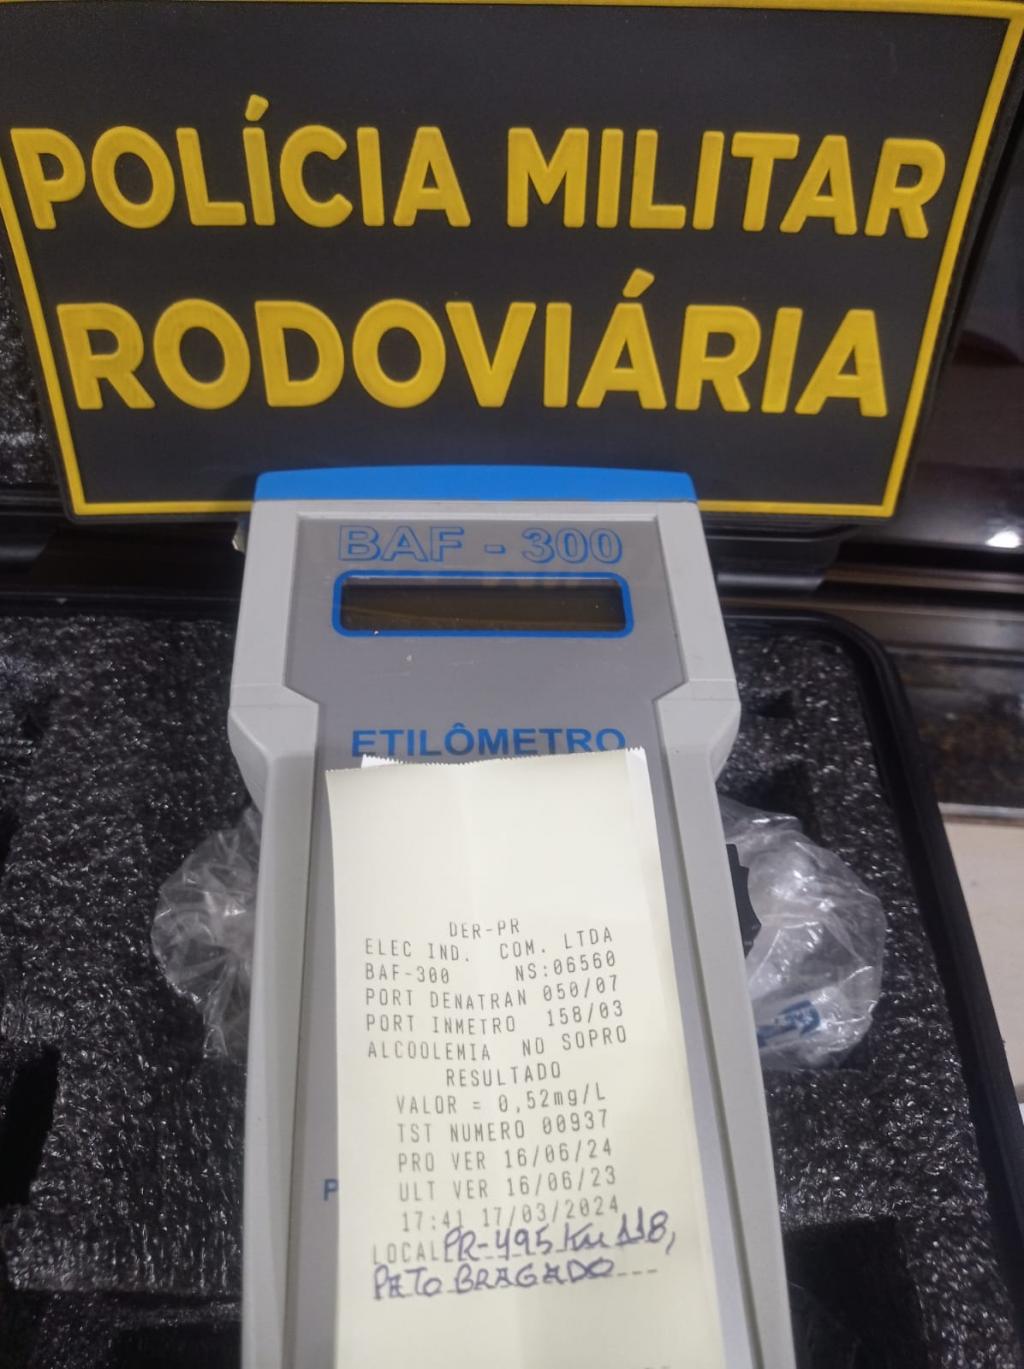 POLÍCIA MILITAR
RODOVIÁRIA
BAF - 300
ETILÔMETRO
DER-PR
ELEC IND. COM. LTDA
BAF-300 NS:06560
PORT DENATRAN 050/07
PORT INMETRO 158/03
ALCOOLEMIA NO SOPRO
RESULTADO
VALOR = 0,52mg/L
TST NUMERO 00937
PRO VER 16/06/24
ULT VER 16/06/23
17:41 17/03/2024
LOCAL PR-495 Km 118,
PATO BRAGADO